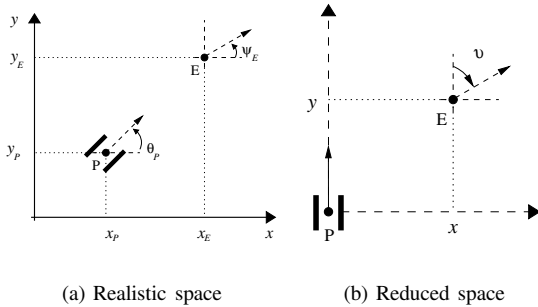 y
y_E
E
ψ_E
y_P
P
θ_P
x_P
x_E
x
(a) Realistic space
υ
y
E
P
x
(b) Reduced space